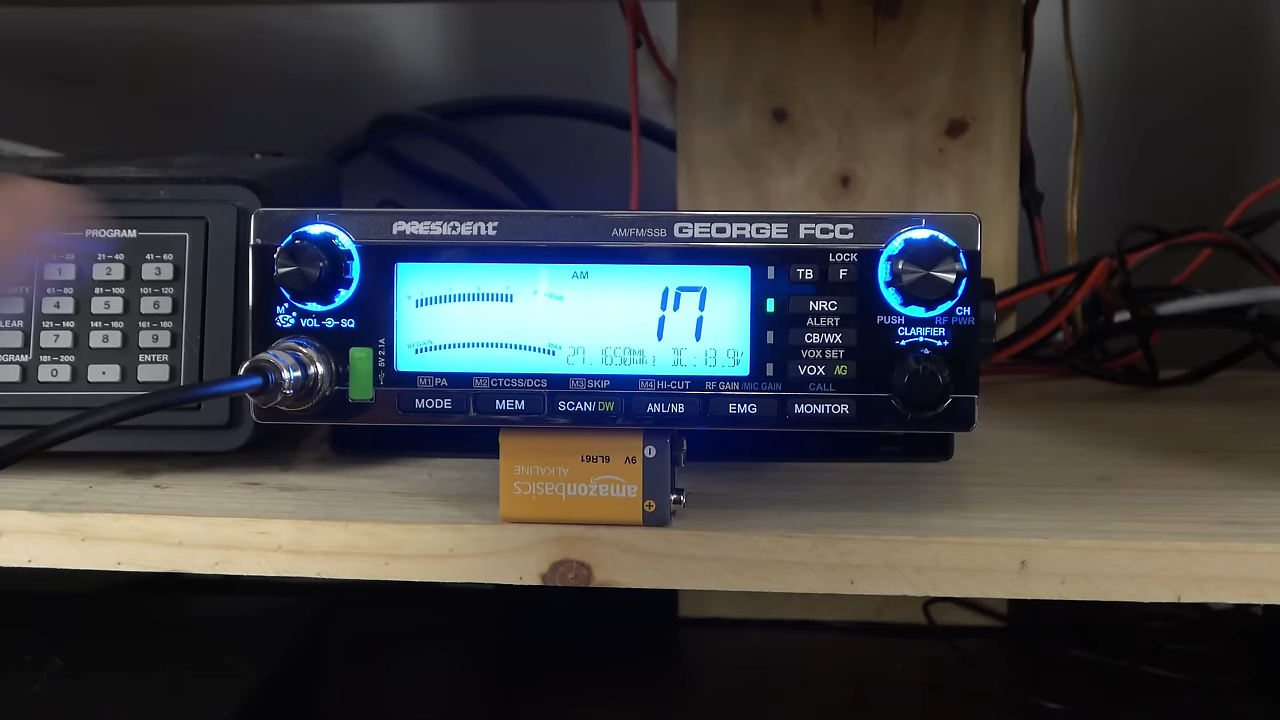 PROGRAM
1-20 21-40 41-60
1 2 3
61-80 81-100 101-120
4 5 6
121-140 141-160 161-180
7 8 9
181-200 ENTER
0 .
PRESIDENT
AM/FM/SSB GEORGE FCC
AM
17
RF GAIN MAX
27.1650MHz DC:13.9V
M
ASC VOL SQ
5V 2.1A
LOCK
TB F
NRC
ALERT
CB/WX
VOX SET
VOX NG
CALL
PUSH CH
RF PWR
CLARIFIER
- +
M1 PA M2 CTCSS/DCS M3 SKIP M4 HI-CUT RF GAIN /MIC GAIN
MODE MEM SCAN/DW ANL/NB EMG MONITOR
amazonbasics
ALKALINE
9V 6LR61